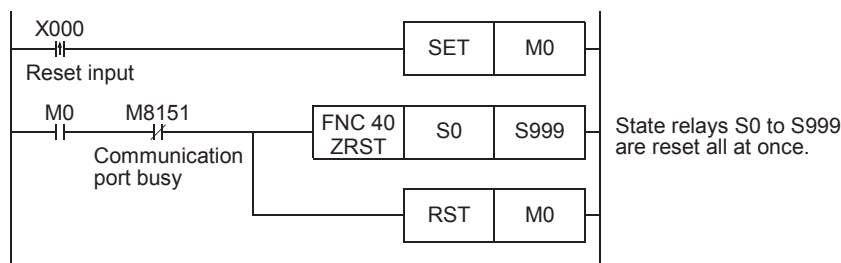 X000
SET M0
Reset input
M0 M8151
FNC 40
ZRST
S0 S999
State relays S0 to S999
are reset all at once.
Communication
port busy
RST M0